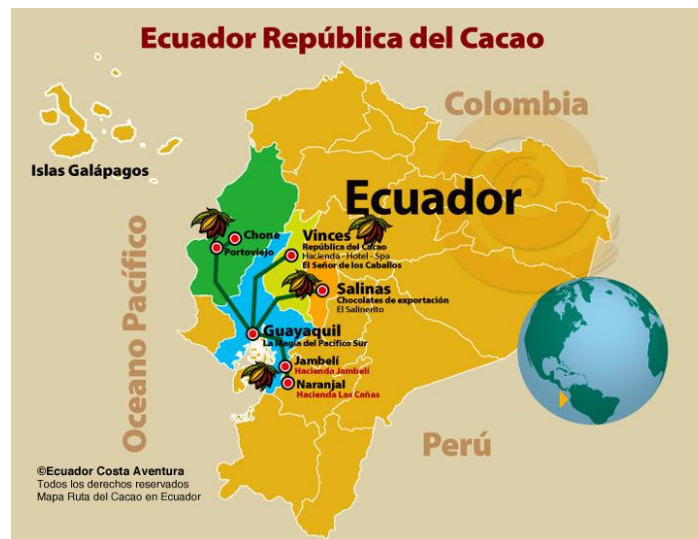 Ecuador República del Cacao
Colombia
Islas Galápagos
Ecuador
Oceano Pacífico
Chone
Portoviejo
Vinces
República del Cacao
Hacienda - Hotel - Spa
El Señor de los Caballos
Salinas
Chocolates de exportación
El Salinerito
Guayaquil
La Magia del Pacífico Sur
Jambelí
Hacienda Jambelí
Naranjal
Hacienda Las Cañas
Perú
©Ecuador Costa Aventura
Todos los derechos reservados
Mapa Ruta del Cacao en Ecuador